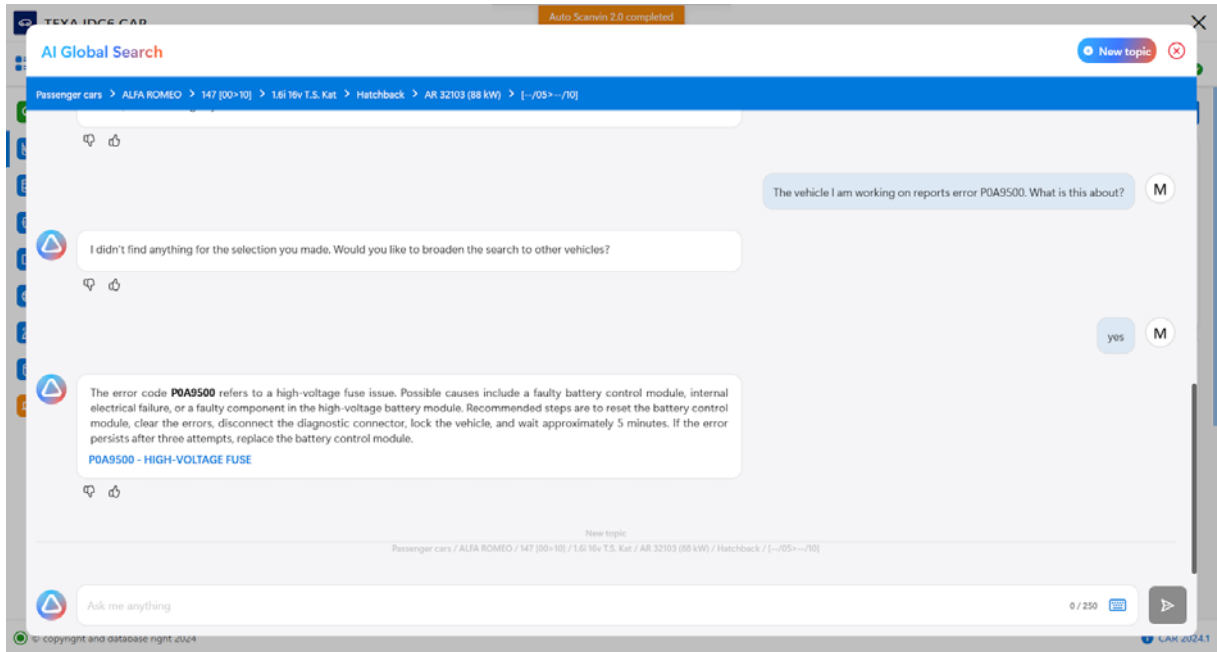 Auto Scanvin 2.0 completed
TEXA IDC6 CAR
AI Global Search
New topic
Passenger cars > ALFA ROMEO > 147 [00>10] > 1.6i 16v T.S. Kat > Hatchback > AR 32103 (88 kW) > [--/05>--/10]
The vehicle I am working on reports error P0A9500. What is this about?
M
I didn't find anything for the selection you made. Would you like to broaden the search to other vehicles?
yes
M
The error code P0A9500 refers to a high-voltage fuse issue. Possible causes include a faulty battery control module, internal
electrical failure, or a faulty component in the high-voltage battery module. Recommended steps are to reset the battery control
module, clear the errors, disconnect the diagnostic connector, lock the vehicle, and wait approximately 5 minutes. If the error
persists after three attempts, replace the battery control module.
P0A9500 - HIGH-VOLTAGE FUSE
New topic
Passenger cars / ALFA ROMEO / 147 [00>10] / 1.6i 16v T.S. Kat / AR 32103 (88 kW) / Hatchback / [--/05>--/10]
Ask me anything
0 / 250
© copyright and database right 2024
CAR 2024.1